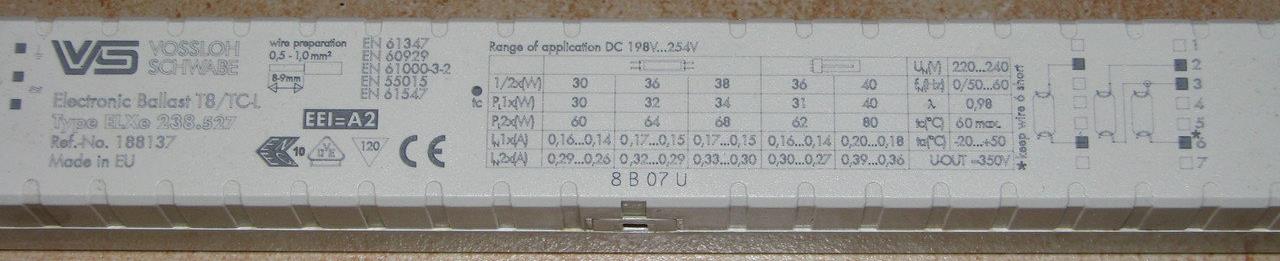 VS VOSSLOH SCHWABE
Electronic Ballast T8/TC-L
Type ELXe 238.527
Ref.-No. 188137
Made in EU
wire preparation
0,5 - 1,0 mm²
8-9mm
EN 61347
EN 60929
EN 61000-3-2
EN 55015
EN 61547
EEI=A2
10
120
CE
tc
Range of application DC 198V...254V
Uₙ(V) 220...240
1/2x(W) 30 36 38 36 40 fₙ(Hz) 0/50...60
Pₗ1x(W) 30 32 34 31 40 λ 0,98
Pₗ2x(W) 60 64 68 62 80 tc(°C) 60 max.
Iₙ1x(A) 0,16...0,14 0,17...0,15 0,17...0,15 0,16...0,14 0,20...0,18 ta(°C) -20...+50
Iₙ2x(A) 0,29...0,26 0,32...0,29 0,33...0,30 0,30...0,27 0,39...0,36 U-OUT =350V
8 B 07 U
*keep wire 6 short
1
2
3
4
5
*
6
7